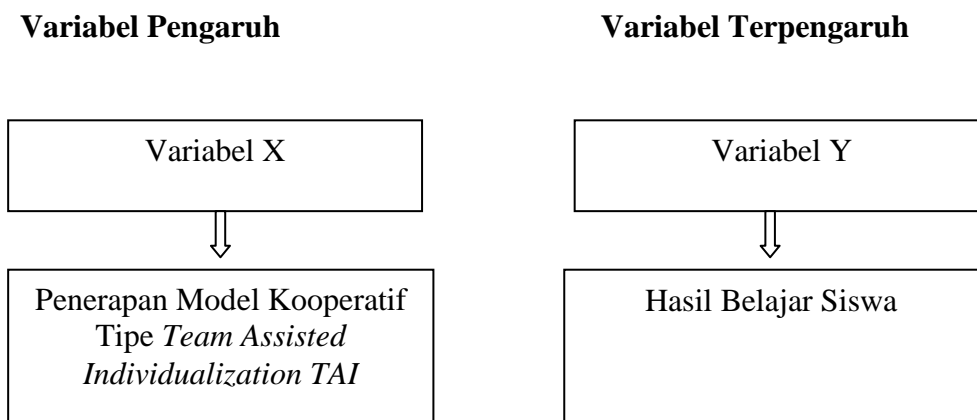 Variabel Pengaruh
Variabel Terpengaruh
Variabel X
Variabel Y
Penerapan Model Kooperatif
Tipe Team Assisted
Individualization TAI
Hasil Belajar Siswa